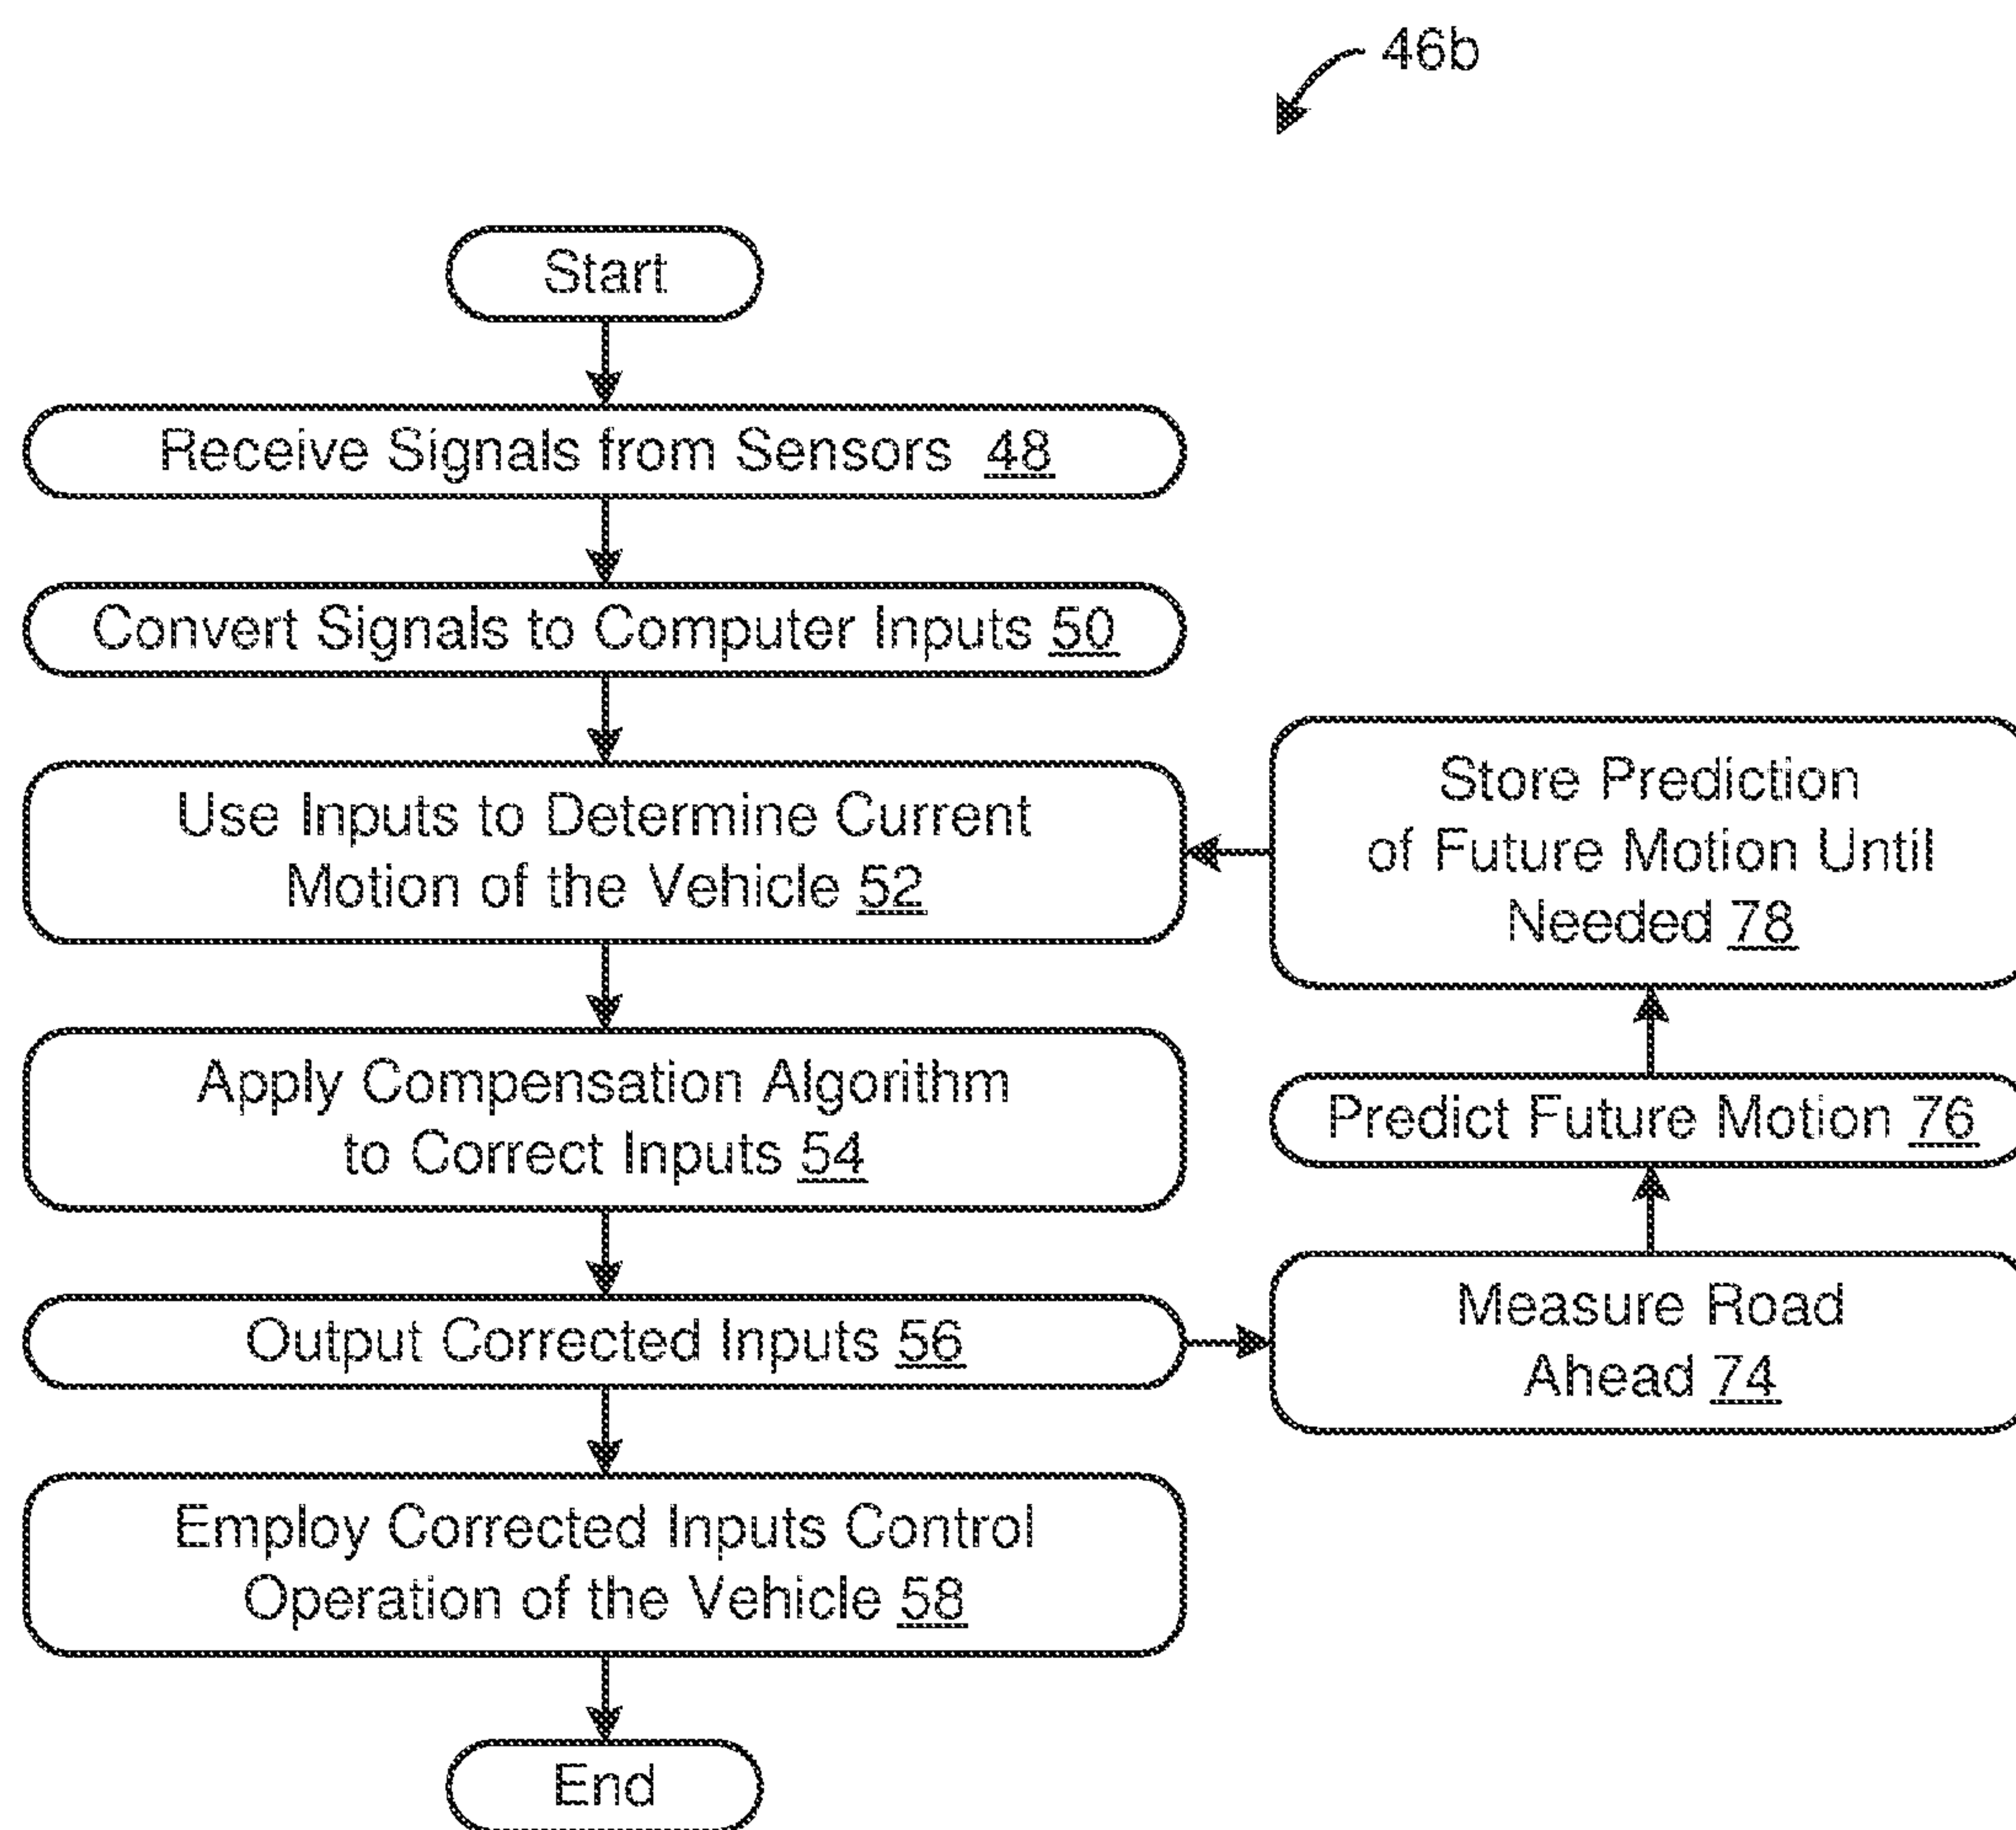 46b
Start
Receive Signals from Sensors 48
Convert Signals to Computer Inputs 50
Use Inputs to Determine Current
Motion of the Vehicle 52
Apply Compensation Algorithm
to Correct Inputs 54
Output Corrected Inputs 56
Employ Corrected Inputs Control
Operation of the Vehicle 58
End
Store Prediction
of Future Motion Until
Needed 78
Predict Future Motion 76
Measure Road
Ahead 74